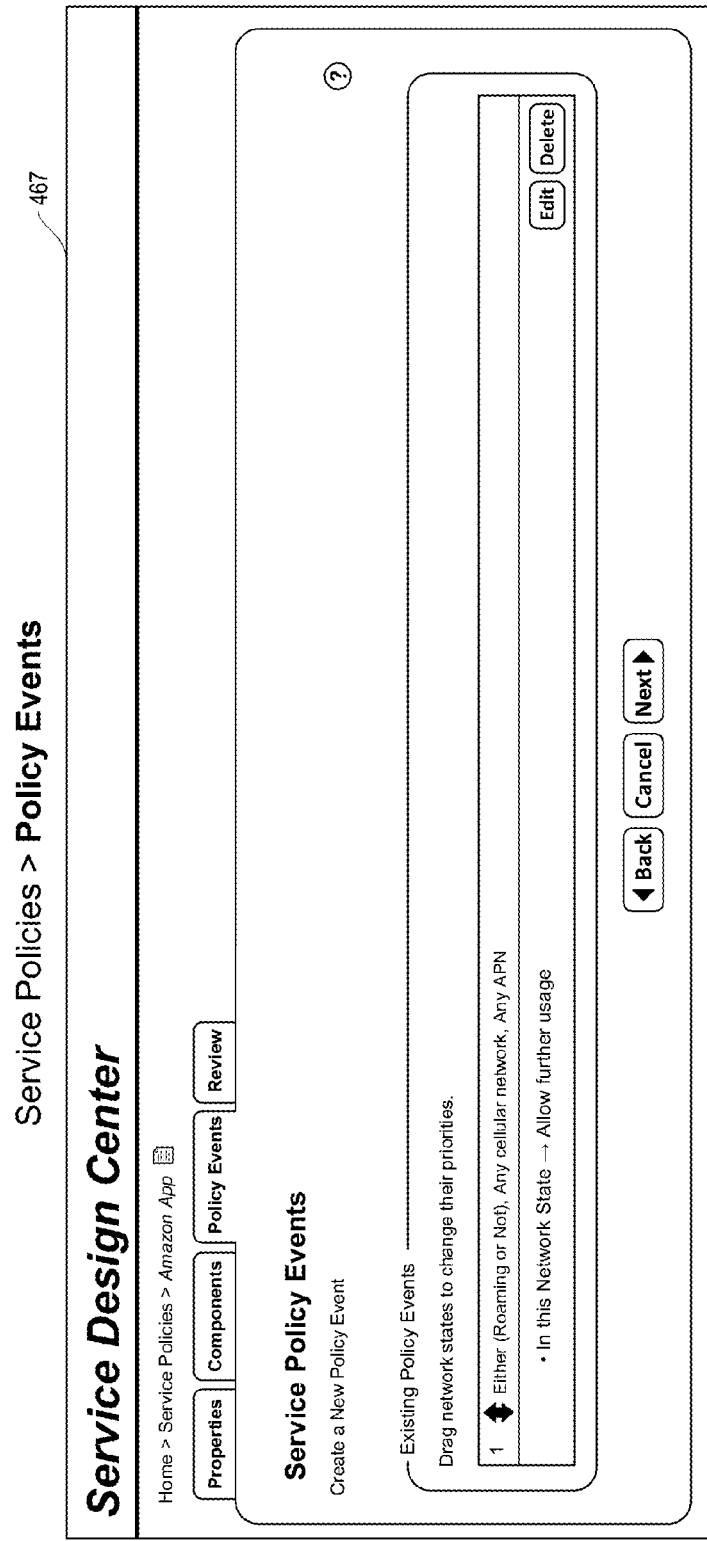 Service Policies > Policy Events
467
Service Design Center
Home > Service Policies > Amazon App
Properties Components Policy Events Review
Service Policy Events
?
Create a New Policy Event
Existing Policy Events
Drag network states to change their priorities.
1 Either (Roaming or Not), Any cellular network, Any APN
• In this Network State → Allow further usage
Edit Delete
Back Cancel Next